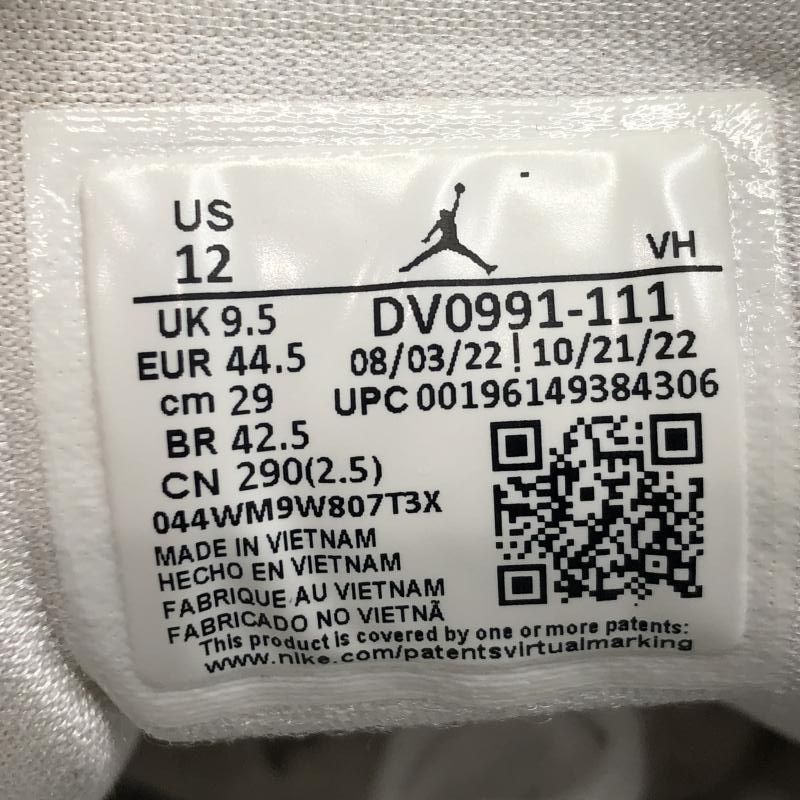 US
12
VH
UK 9.5
DV0991-111
EUR 44.5
08/03/22! 10/21/22
cm 29
UPC 00196149384306
BR 42.5
CN 290(2.5)
044WM9W807T3X
MADE IN VIETNAM
HECHO EN VIETNAM
FABRIQUE AU VIETNAM
FABRICADO NO VIETNÃ
This product is covered by one or more patents:
www.nike.com/patentsvirtualmarking